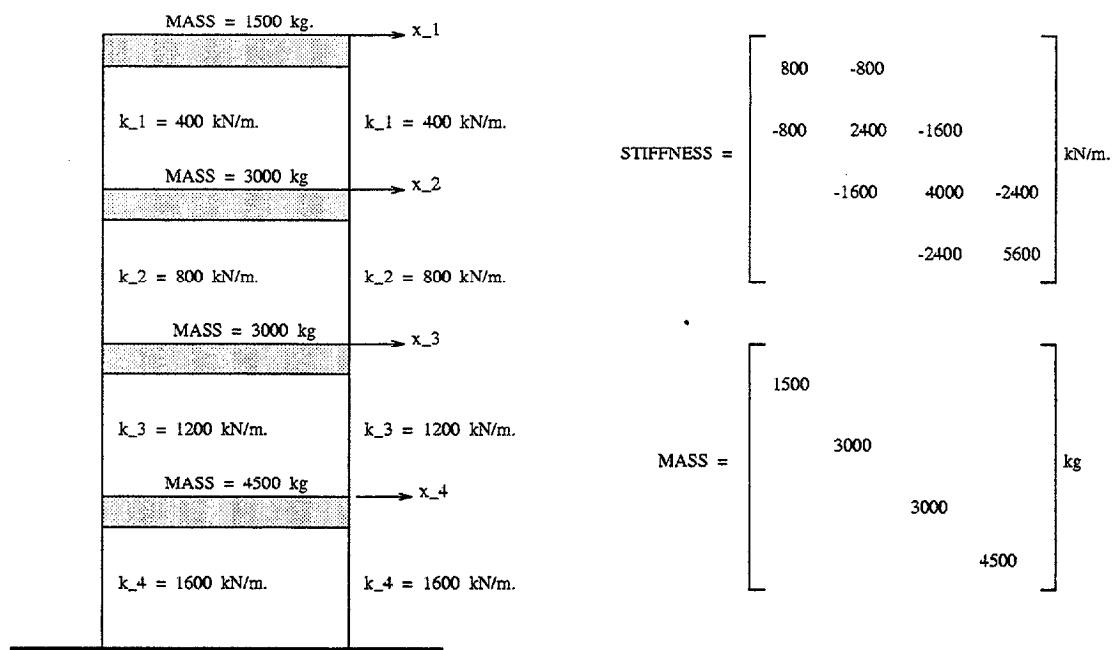 MASS = 1500 kg.
x_1
k_1 = 400 kN/m.
k_1 = 400 kN/m.
MASS = 3000 kg
x_2
k_2 = 800 kN/m.
k_2 = 800 kN/m.
MASS = 3000 kg
x_3
k_3 = 1200 kN/m.
k_3 = 1200 kN/m.
MASS = 4500 kg
x_4
k_4 = 1600 kN/m.
k_4 = 1600 kN/m.
800 -800
-800 2400 -1600
STIFFNESS = kN/m.
-1600 4000 -2400
-2400 5600
1500
3000
MASS = kg
3000
4500